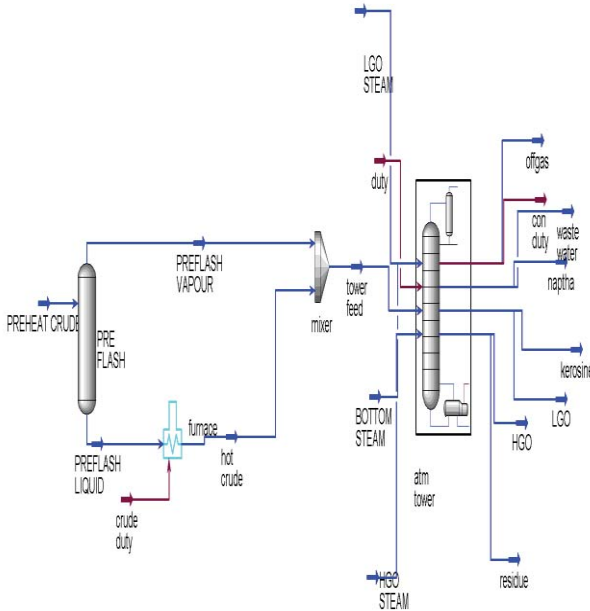 LGO
STEAM
duty
offgas
con
duty
waste
water
naptha
PREFLASH
VAPOUR
tower
feed
mixer
PREHEAT CRUDE
PRE
FLASH
kerosine
furnace
BOTTOM
STEAM
LGO
HGO
PREFLASH
LIQUID
hot
crude
atm
tower
crude
duty
residue
HGO
STEAM